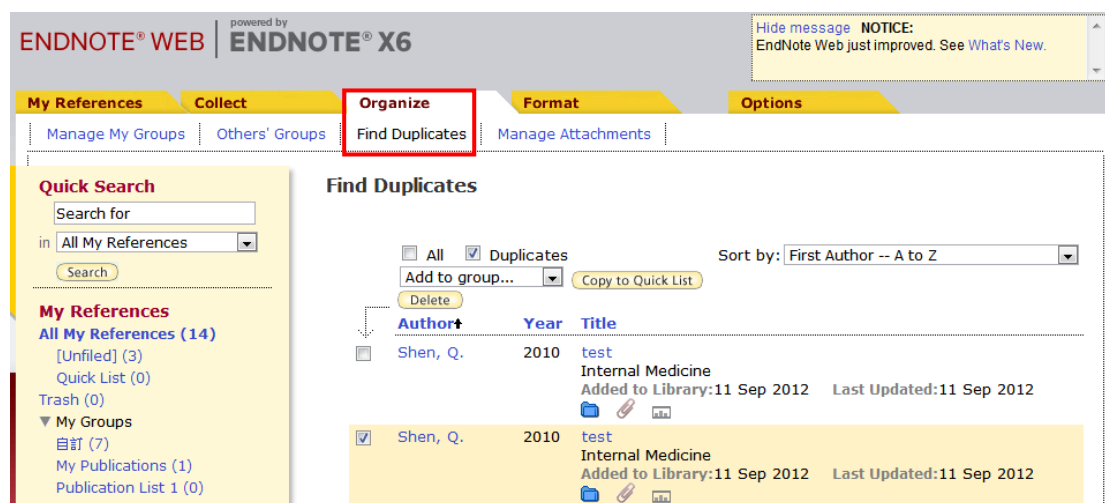 powered by
ENDNOTE® WEB ENDNOTE® X6
Hide message NOTICE:
EndNote Web just improved. See What's New.
My References Collect Organize Format Options
Manage My Groups Others' Groups Find Duplicates Manage Attachments
Quick Search
Search for
in All My References
Search
My References
All My References (14)
[Unfiled] (3)
Quick List (0)
Trash (0)
▼ My Groups
自訂 (7)
My Publications (1)
Publication List 1 (0)
Find Duplicates
All Duplicates Sort by: First Author -- A to Z
Add to group... Copy to Quick List
Delete
Author Year Title
Shen, Q. 2010 test
Internal Medicine
Added to Library:11 Sep 2012 Last Updated:11 Sep 2012
Shen, Q. 2010 test
Internal Medicine
Added to Library:11 Sep 2012 Last Updated:11 Sep 2012